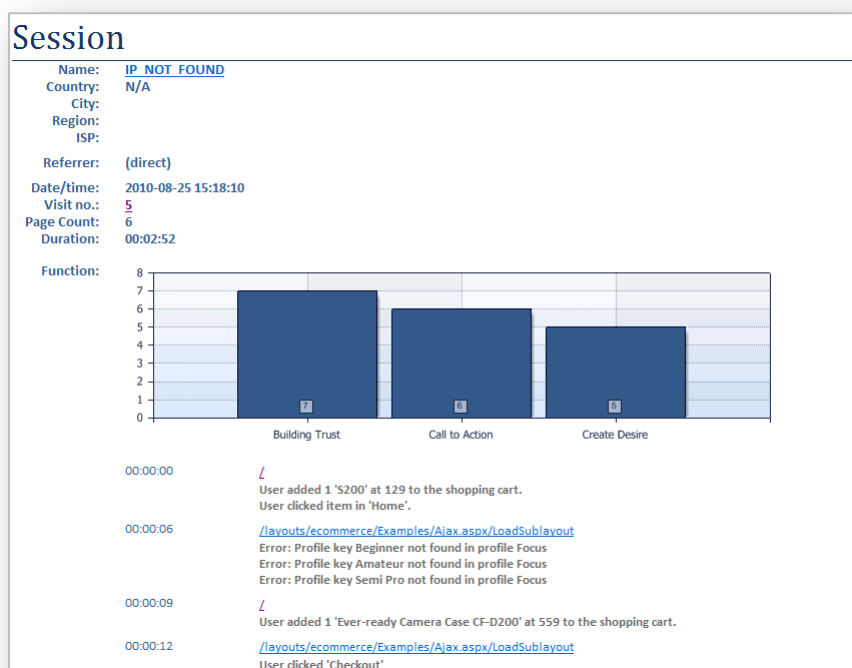 Session
Name: IP_NOT_FOUND
Country: N/A
City:
Region:
ISP:
Referrer: (direct)
Date/time: 2010-08-25 15:18:10
Visit no.: 5
Page Count: 6
Duration: 00:02:52
Function:
8
7
6
5
4
3
2
1
0
7 6 5
Building Trust Call to Action Create Desire
00:00:00 /
User added 1 'S200' at 129 to the shopping cart.
User clicked item in 'Home'.
00:00:06 /layouts/ecommerce/Examples/Ajax.aspx/LoadSublayout
Error: Profile key Beginner not found in profile Focus
Error: Profile key Amateur not found in profile Focus
Error: Profile key Semi Pro not found in profile Focus
00:00:09 /
User added 1 'Ever-ready Camera Case CF-D200' at 559 to the shopping cart.
00:00:12 /layouts/ecommerce/Examples/Ajax.aspx/LoadSublayout
User clicked 'Checkout'